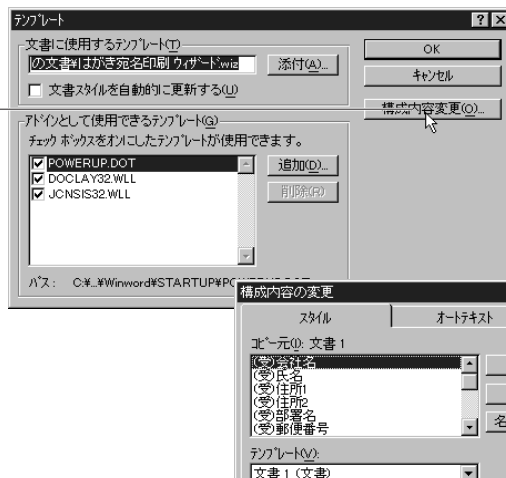 テンプレート
文書に使用するテンプレート(T)
の文書¥はがき宛名印刷 ウィザード.wiz
添付(A)...
文書スタイルを自動的に更新する(U)
OK
キャンセル
構成内容変更(O)...
アドインとして使用できるテンプレート(G)
チェック ボックスをオンにしたテンプレートが使用できます。
POWERUP.DOT
DOCLAY32.WLL
JCNSIS32.WLL
追加(D)...
削除(R)
パス: C:¥...¥Winword¥STARTUP¥POWERUP.DOT
構成内容の変更
スタイル
オートテキスト
コピー元(I): 文書 1
(受)会社名
(受)氏名
(受)住所1
(受)住所2
(受)部署名
(受)郵便番号
名
テンプレート(V):
文書 1 (文書)